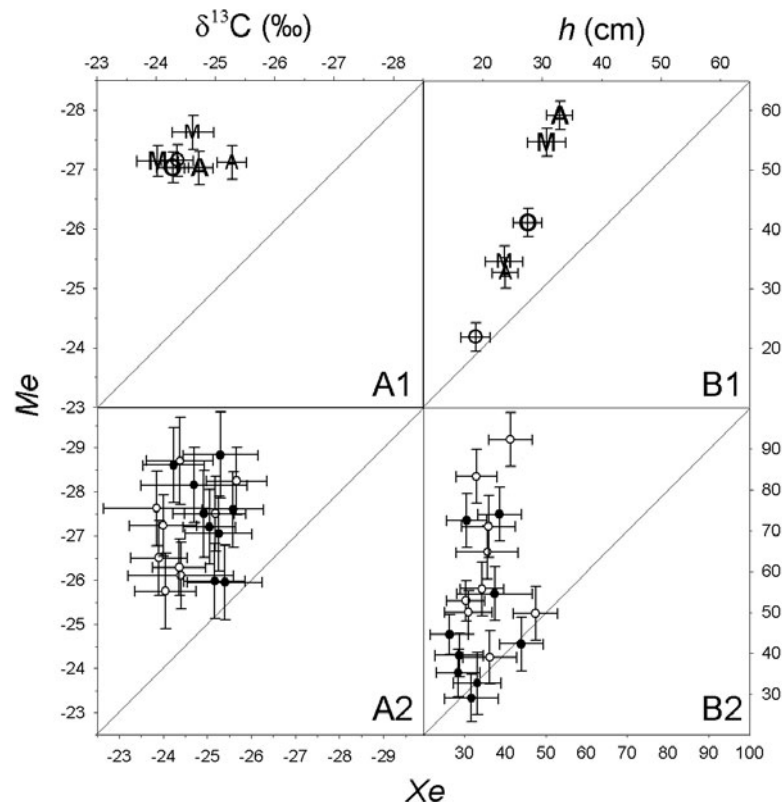 δ¹³C (‰) h (cm)
-23 -24 -25 -26 -27 -28 20 30 40 50 60
-28 60
M A
-27 M O O A A M 50
-26 O 40
M
-25 A 30
-24 O 20
A1 B1
-23
Me
-29 90
-28 80
-27 70
-26 60
-25 50
-24 40
-23 30
A2 B2
-23 -24 -25 -26 -27 -28 -29 30 40 50 60 70 80 90 100
Xe